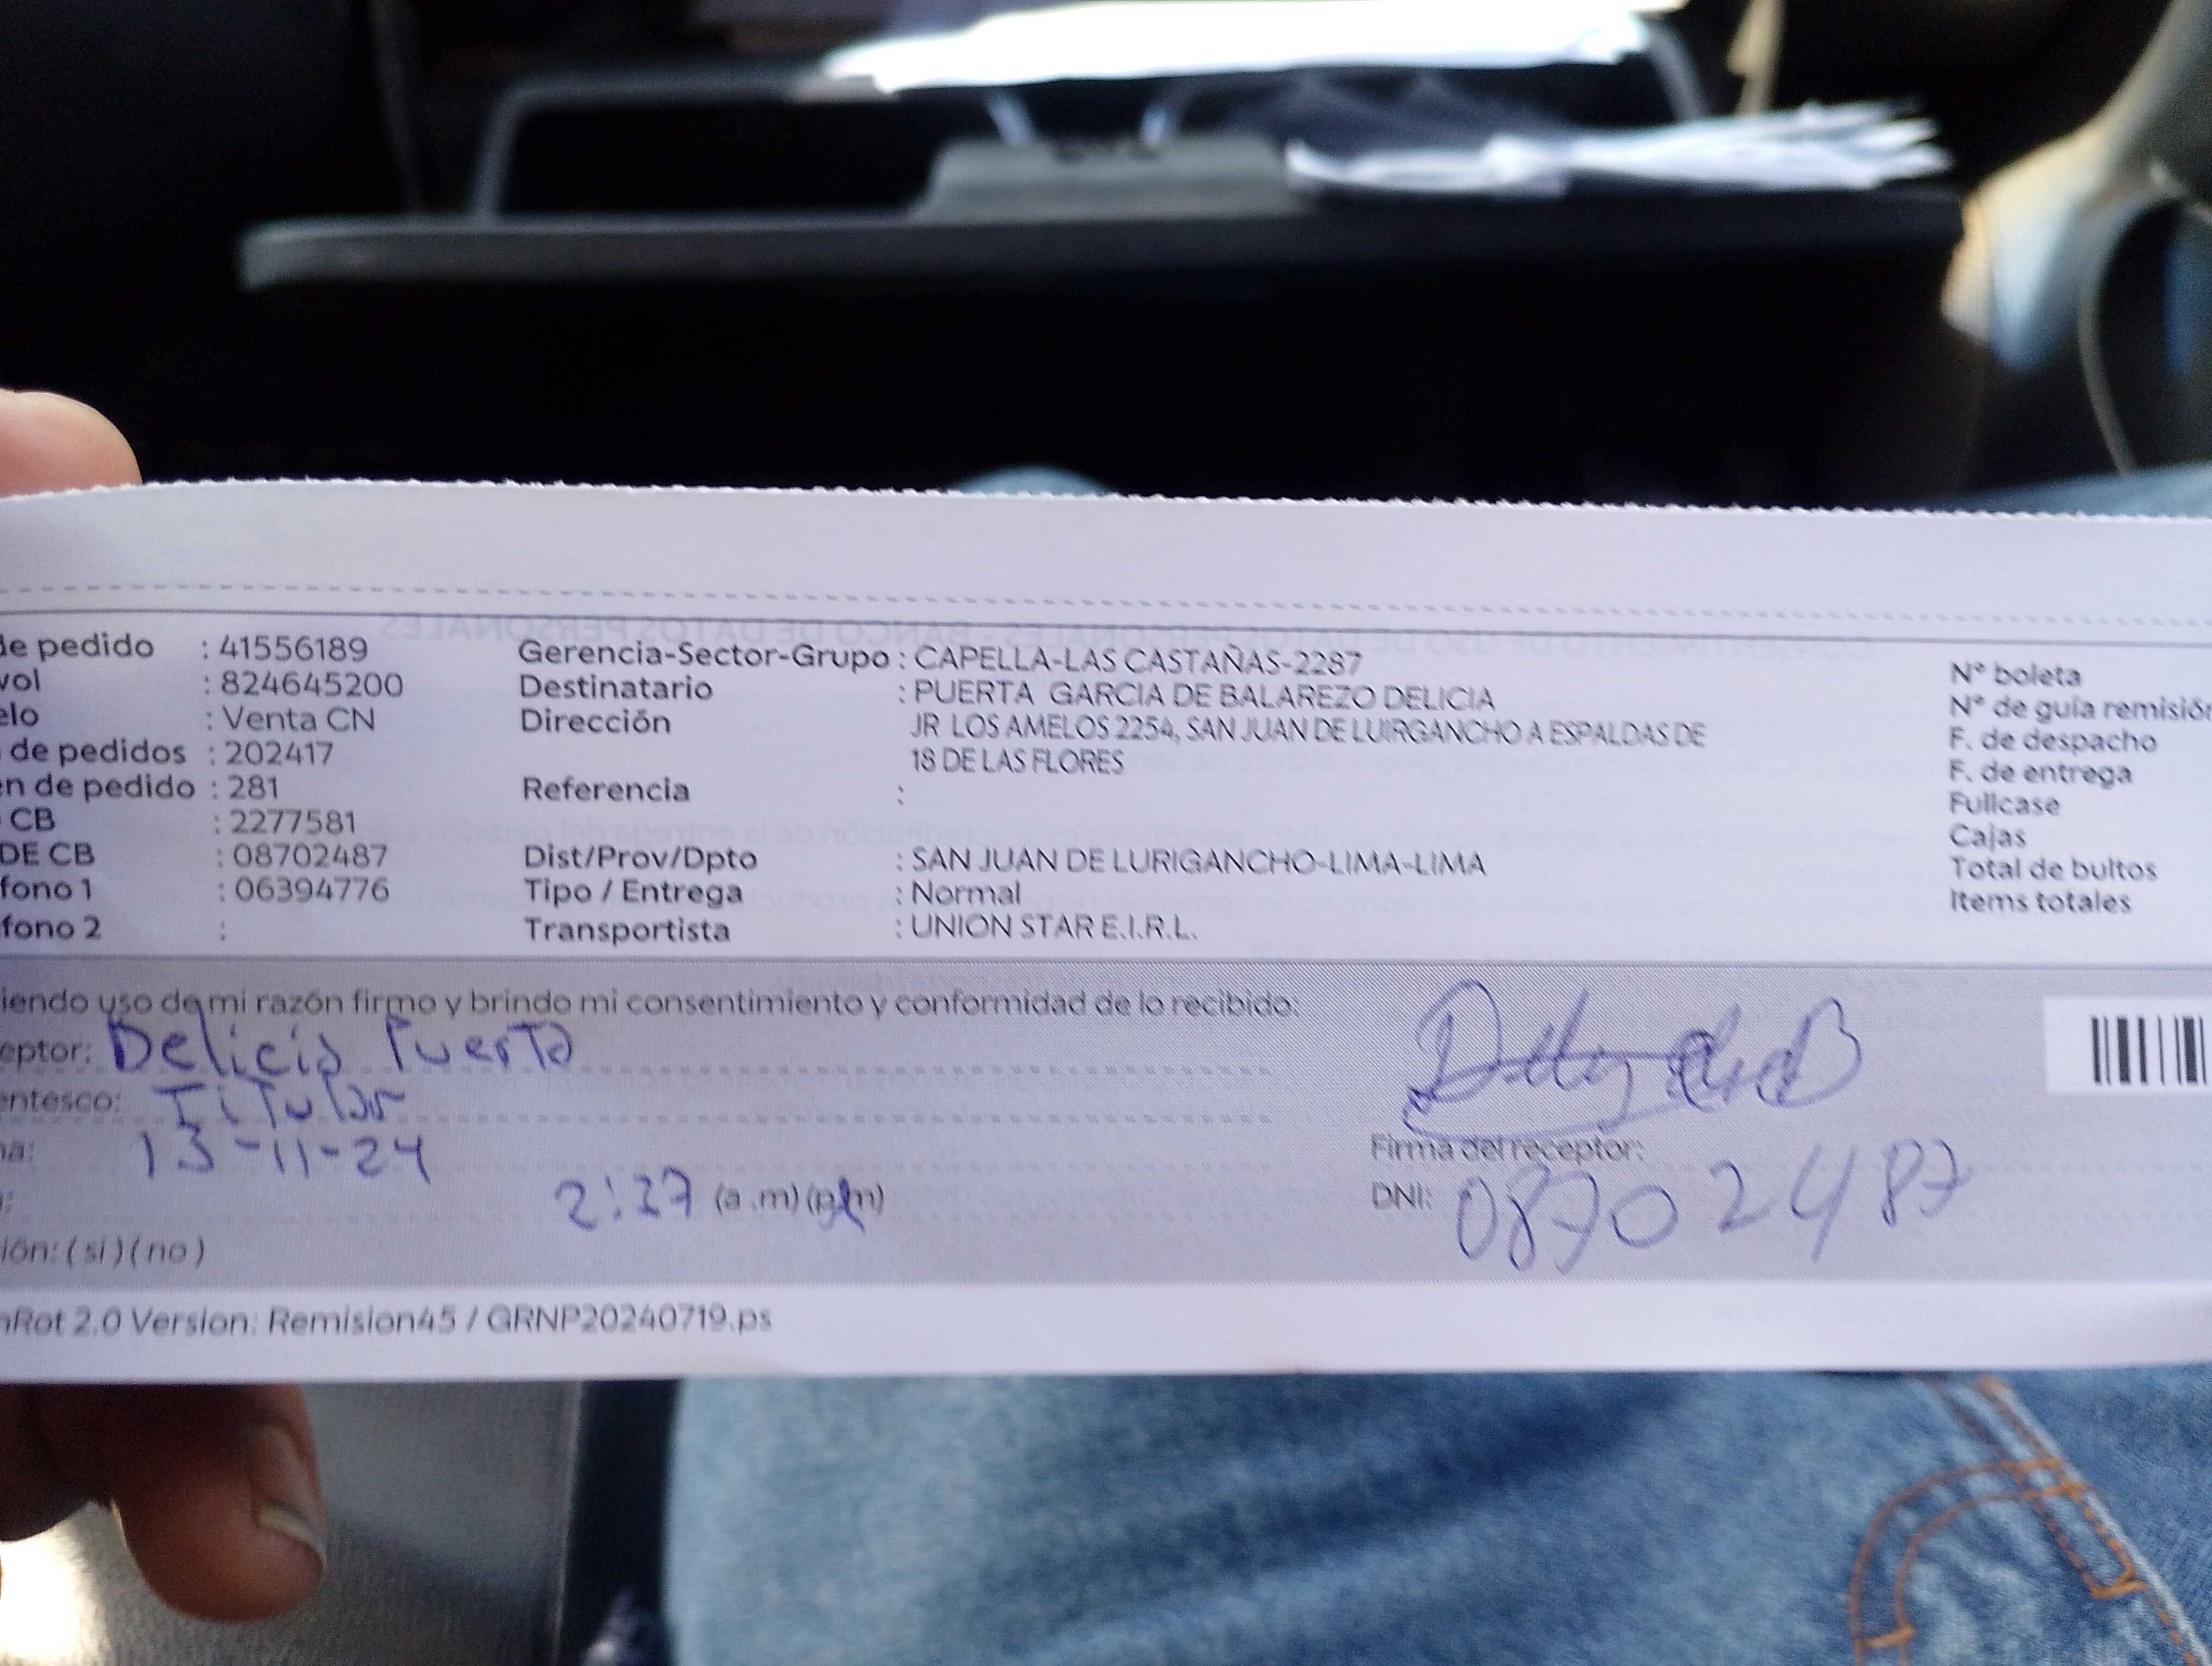 de pedido : 41556189
vol : 824645200
elo : Venta CN
de pedidos : 202417
en de pedido : 281
CB : 2277581
DE CB : 08702487
fono 1 : 06394776
fono 2 :
Gerencia-Sector-Grupo : CAPELLA-LAS CASTAÑAS-2287
Destinatario : PUERTA GARCIA DE BALAREZO DELICIA
Dirección JR LOS AMELOS 2254, SAN JUAN DE LUIRGANCHO A ESPALDAS DE
18 DE LAS FLORES
Referencia :
Dist/Prov/Dpto : SAN JUAN DE LURIGANCHO-LIMA-LIMA
Tipo / Entrega : Normal
Transportista : UNION STAR E.I.R.L.
N° boleta
N° de guía remisión
F. de despacho
F. de entrega
Fullcase
Cajas
Total de bultos
Items totales
iendo uso de mi razón firmo y brindo mi consentimiento y conformidad de lo recibido:
eptor: Delicia Puerta
entesco: Titular
na: 13-11-24
: 2:27 (a .m) (p.m)
ión: ( si ) ( no )
Firma del receptor:
DNI: 08702487
nRot 2.0 Version: Remision45 / GRNP20240719.ps